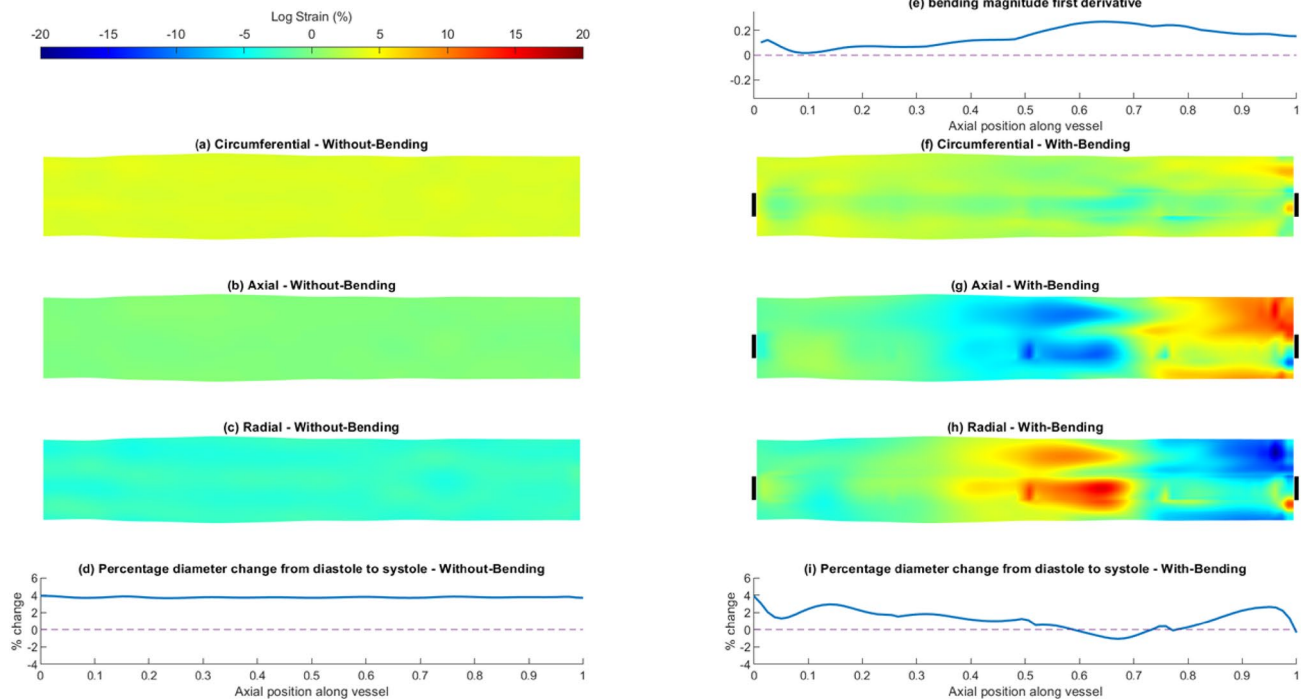 Log Strain (%)
-20 -15 -10 -5 0 5 10 15 20
(a) Circumferential - Without-Bending
(b) Axial - Without-Bending
(c) Radial - Without-Bending
(d) Percentage diameter change from diastole to systole - Without-Bending
% change
6
4
2
0
-2
-4
0 0.1 0.2 0.3 0.4 0.5 0.6 0.7 0.8 0.9 1
Axial position along vessel
(e) bending magnitude first derivative
0.2
0
-0.2
0 0.1 0.2 0.3 0.4 0.5 0.6 0.7 0.8 0.9 1
Axial position along vessel
(f) Circumferential - With-Bending
(g) Axial - With-Bending
(h) Radial - With-Bending
(i) Percentage diameter change from diastole to systole - With-Bending
% change
6
4
2
0
-2
-4
0 0.1 0.2 0.3 0.4 0.5 0.6 0.7 0.8 0.9 1
Axial position along vessel